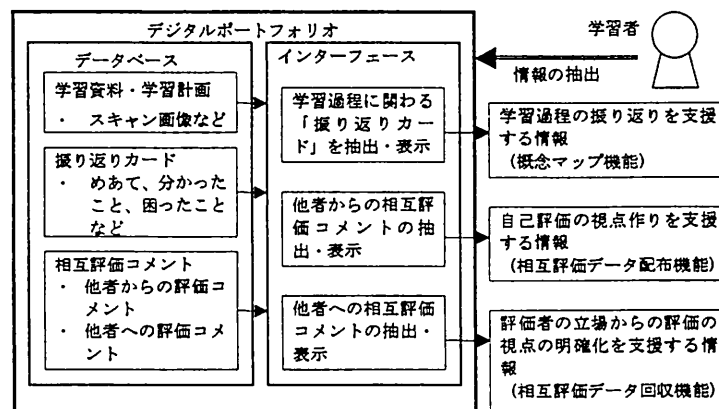 デジタルポートフォリオ
データベース
学習資料・学習計画
・ スキャン画像など
振り返りカード
・ めあて、分かった
こと、困ったこと
など
相互評価コメント
・ 他者からの評価コ
メント
・ 他者への評価コメ
ント
インターフェース
学習過程に関わる
「振り返りカー
ド」を抽出・表示
他者からの相互評
価コメントの抽
出・表示
他者への相互評価
コメントの抽出・
表示
学習者
情報の抽出
学習過程の振り返りを支援
する情報
（概念マップ機能）
自己評価の視点作りを支援
する情報
（相互評価データ配布機能）
評価者の立場からの評価の
視点の明確化を支援する情
報
（相互評価データ回収機能）